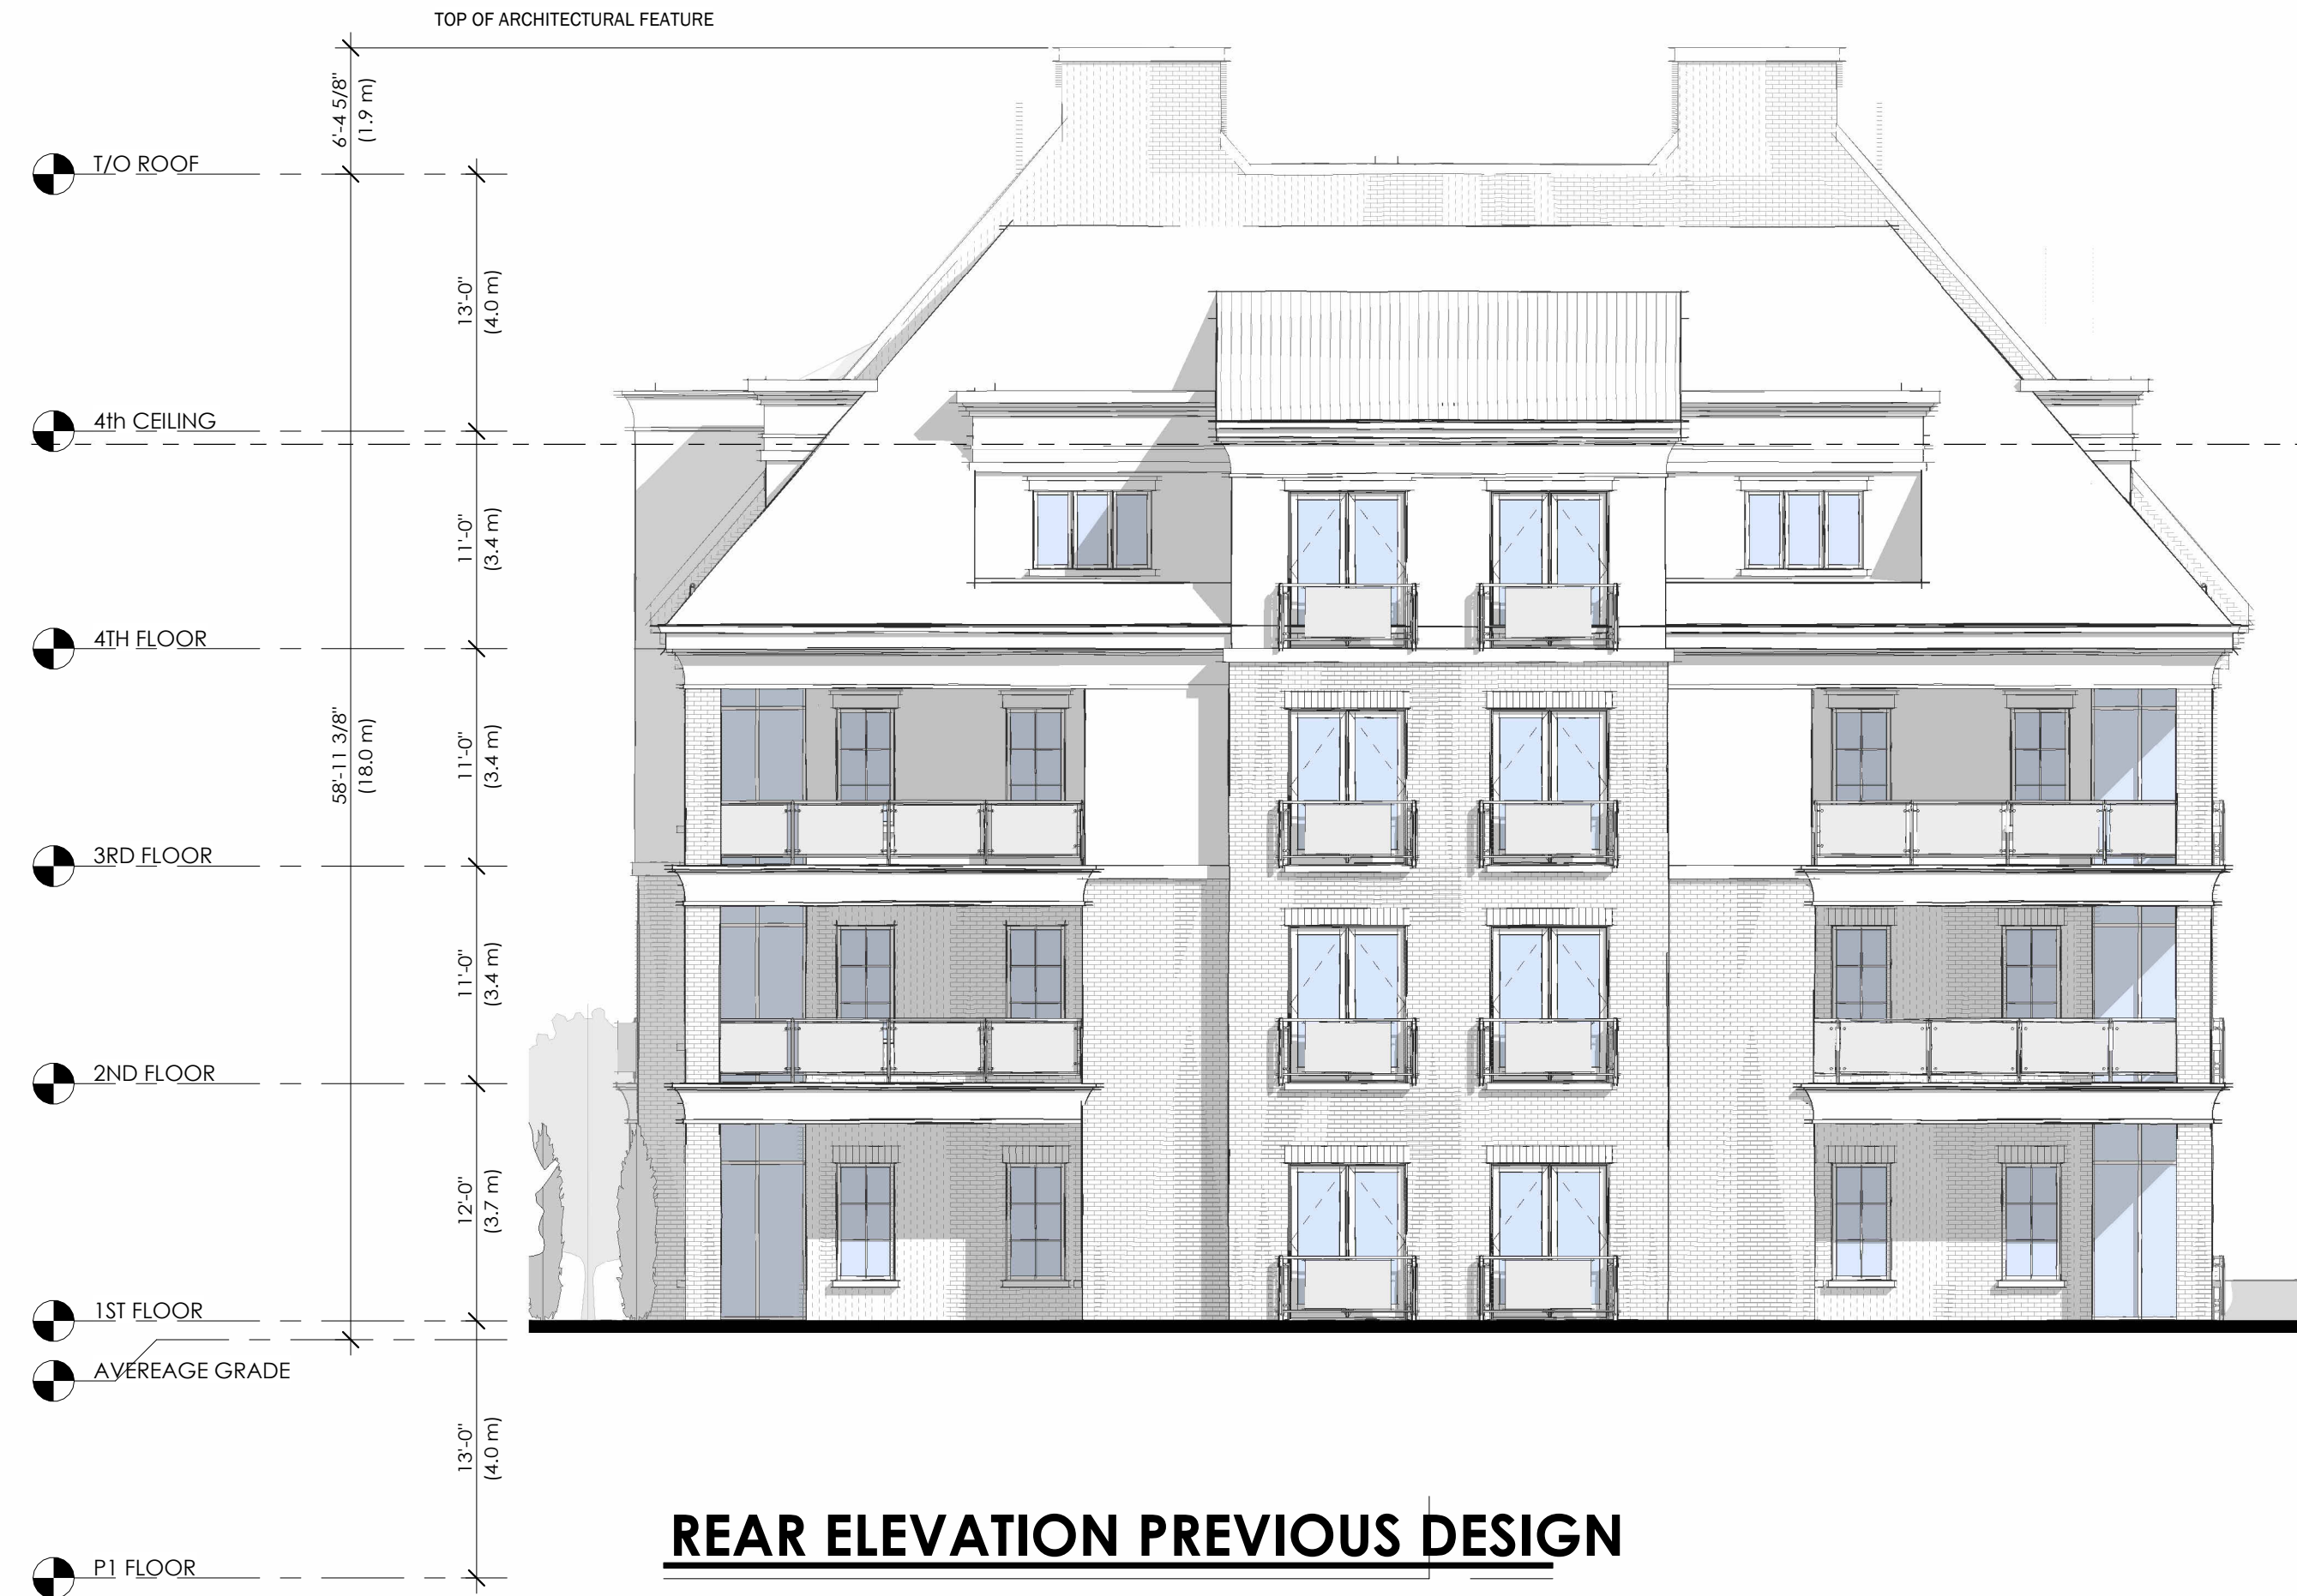 TOP OF ARCHITECTURAL FEATURE
6'-4 5/8"
(1.9 m)
T/O ROOF
13'-0"
(4.0 m)
4th CEILING
11'-0"
(3.4 m)
4TH FLOOR
58'-11 3/8"
(18.0 m)
11'-0"
(3.4 m)
3RD FLOOR
11'-0"
(3.4 m)
2ND FLOOR
12'-0"
(3.7 m)
1ST FLOOR
AVEREAGE GRADE
13'-0"
(4.0 m)
REAR ELEVATION PREVIOUS DESIGN
P1 FLOOR